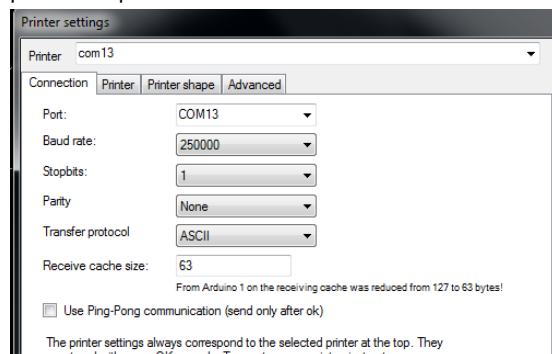 Printer settings
Printer com13
Connection Printer Printer shape Advanced
Port: COM13
Baud rate: 250000
Stopbits: 1
Parity None
Transfer protocol ASCII
Receive cache size: 63
From Arduino 1 on the receiving cache was reduced from 127 to 63 bytes!
Use Ping-Pong communication (send only after ok)
The printer settings always correspond to the selected printer at the top. They